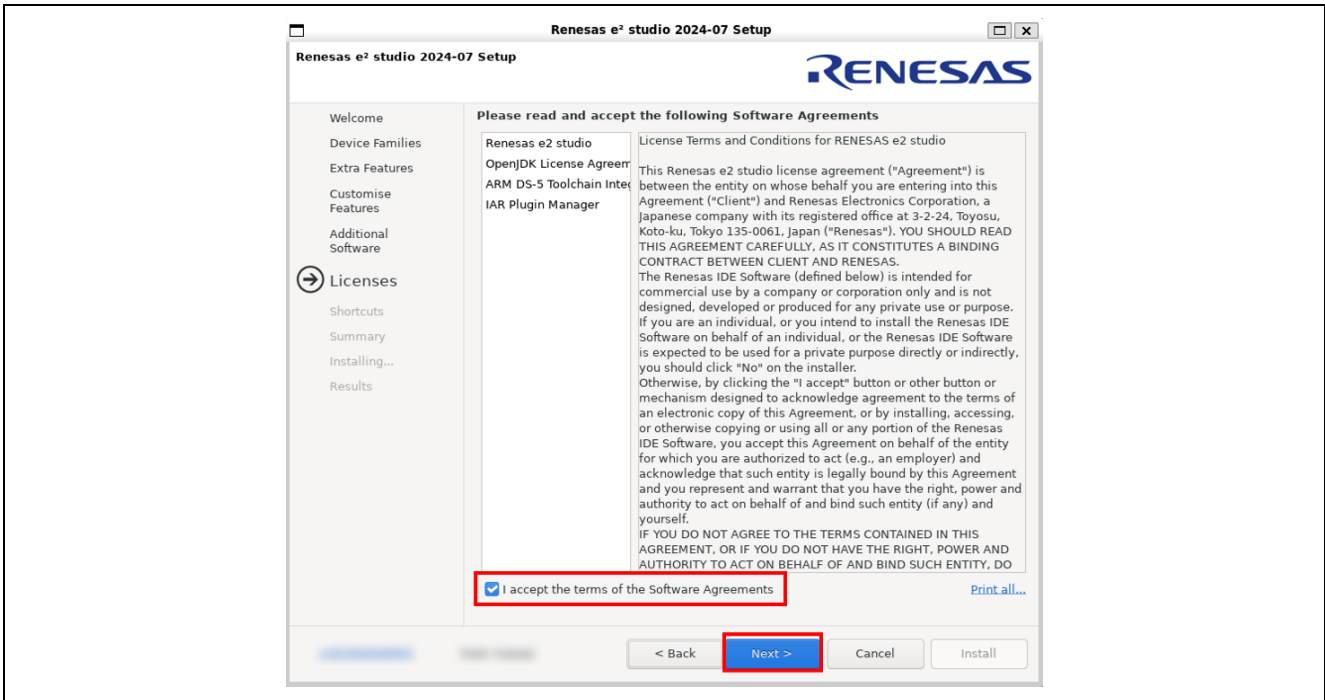 Renesas e² studio 2024-07 Setup
Renesas e² studio 2024-07 Setup
RENESAS
Welcome
Device Families
Extra Features
Customise
Features
Additional
Software
Licenses
Shortcuts
Summary
Installing...
Results
Please read and accept the following Software Agreements
Renesas e2 studio
OpenJDK License Agreem
ARM DS-5 Toolchain Integ
IAR Plugin Manager
License Terms and Conditions for RENESAS e2 studio
This Renesas e2 studio license agreement ("Agreement") is
between the entity on whose behalf you are entering into this
Agreement ("Client") and Renesas Electronics Corporation, a
Japanese company with its registered office at 3-2-24, Toyosu,
Koto-ku, Tokyo 135-0061, Japan ("Renesas"). YOU SHOULD READ
THIS AGREEMENT CAREFULLY, AS IT CONSTITUTES A BINDING
CONTRACT BETWEEN CLIENT AND RENESAS.
The Renesas IDE Software (defined below) is intended for
commercial use by a company or corporation only and is not
designed, developed or produced for any private use or purpose.
If you are an individual, or you intend to install the Renesas IDE
Software on behalf of an individual, or the Renesas IDE Software
is expected to be used for a private purpose directly or indirectly,
you should click "No" on the installer.
Otherwise, by clicking the "I accept" button or other button or
mechanism designed to acknowledge agreement to the terms of
an electronic copy of this Agreement, or by installing, accessing,
or otherwise copying or using all or any portion of the Renesas
IDE Software, you accept this Agreement on behalf of the entity
for which you are authorized to act (e.g., an employer) and
acknowledge that such entity is legally bound by this Agreement
and you represent and warrant that you have the right, power and
authority to act on behalf of and bind such entity (if any) and
yourself.
IF YOU DO NOT AGREE TO THE TERMS CONTAINED IN THIS
AGREEMENT, OR IF YOU DO NOT HAVE THE RIGHT, POWER AND
AUTHORITY TO ACT ON BEHALF OF AND BIND SUCH ENTITY, DO
I accept the terms of the Software Agreements
Print all...
< Back
Next >
Cancel
Install